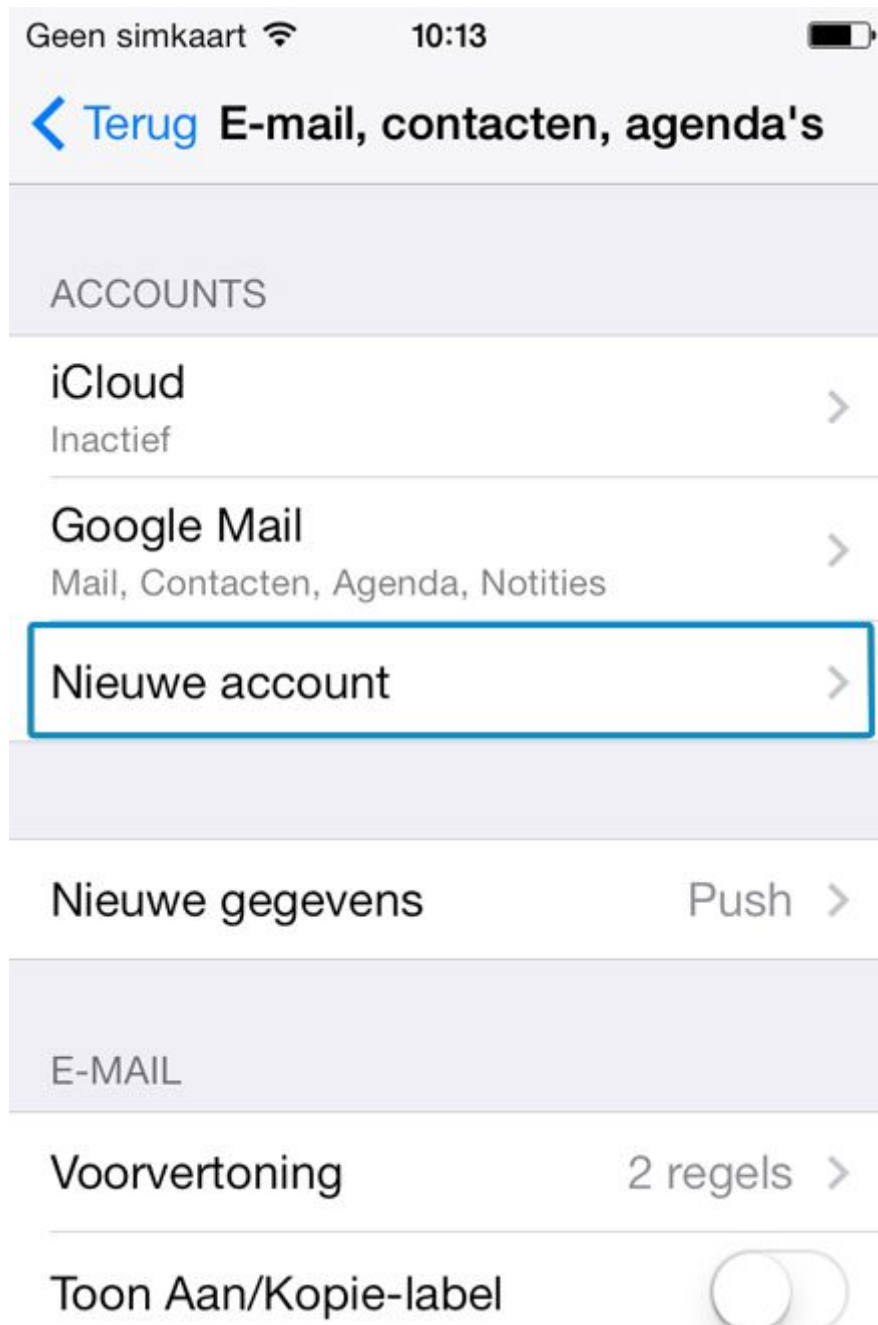 Geen simkaart 10:13
Terug E-mail, contacten, agenda's
ACCOUNTS
iCloud
Inactief
Google Mail
Mail, Contacten, Agenda, Notities
Nieuwe account
Nieuwe gegevens Push
E-MAIL
Voorvertoning 2 regels
Toon Aan/Kopie-label